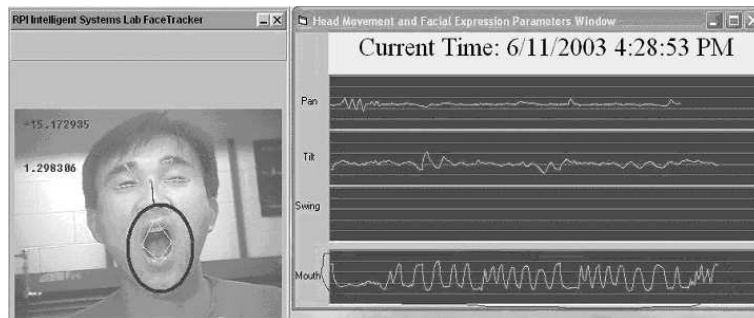 RPI Intelligent Systems Lab FaceTracker
-15.172935
1.298306
Head Movement and Facial Expression Parameters Window
Current Time: 6/11/2003 4:28:53 PM
Pan
Tilt
Swing
Mouth